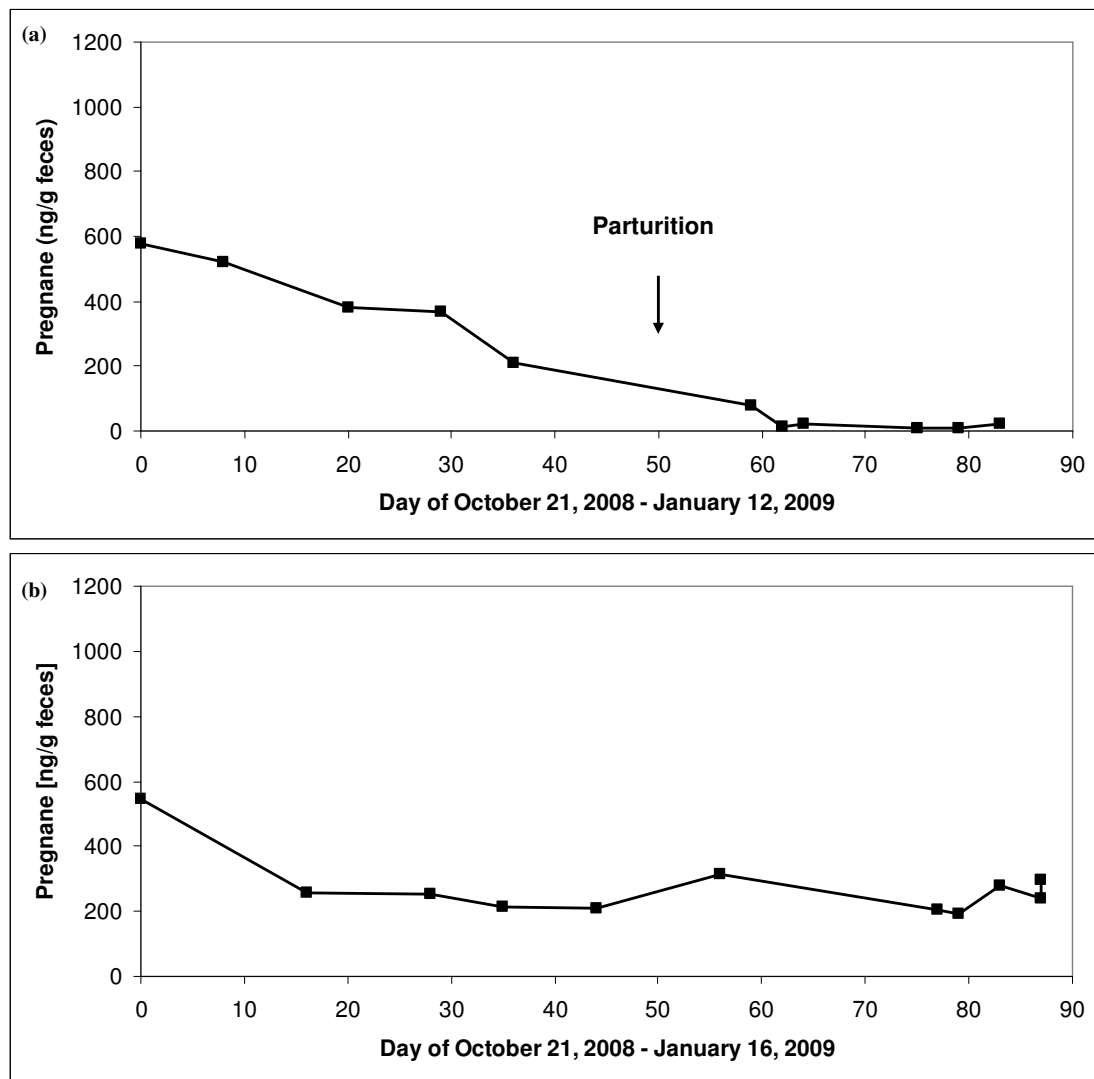 (a)
1200
1000
800
600
400
200
0
Pregnane (ng/g feces)
Parturition
0 10 20 30 40 50 60 70 80 90
Day of October 21, 2008 - January 12, 2009
(b)
1200
1000
800
600
400
200
0
Pregnane [ng/g feces]
0 10 20 30 40 50 60 70 80 90
Day of October 21, 2008 - January 16, 2009